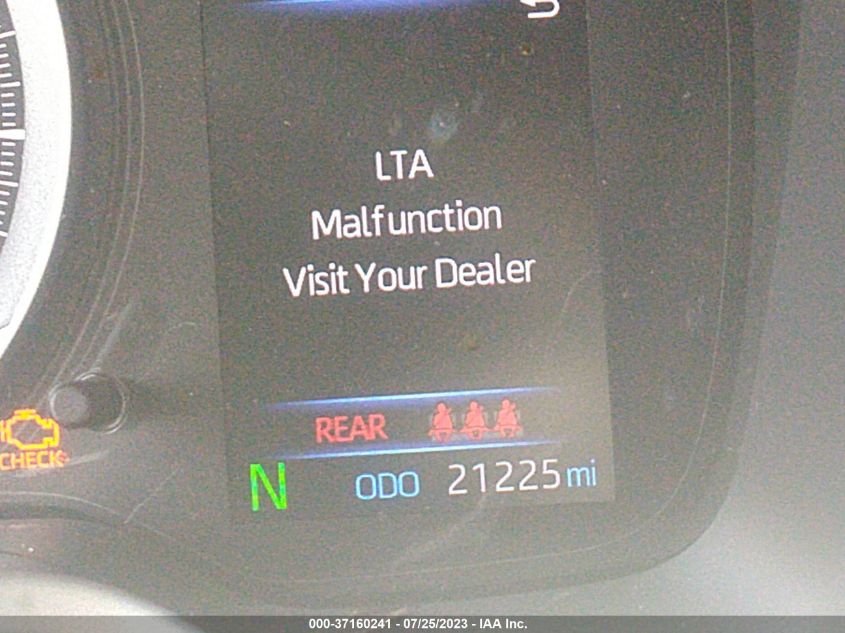 LTA
Malfunction
Visit Your Dealer
REAR
CHECK
N ODO 21225 mi
000-37160241 - 07/25/2023 - IAA Inc.